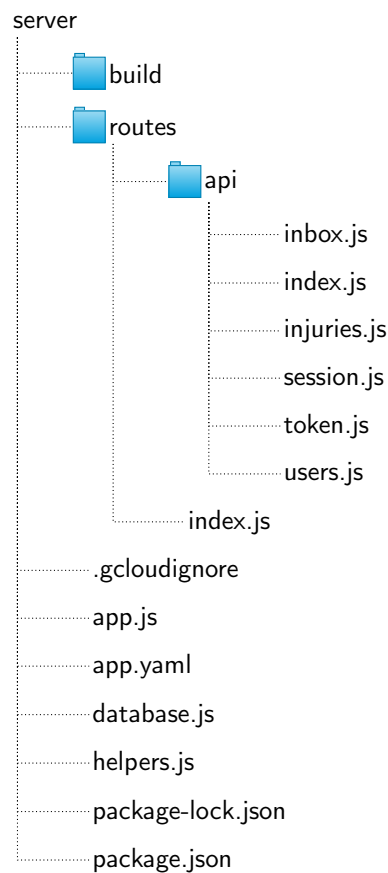 server
build
routes
api
inbox.js
index.js
injuries.js
session.js
token.js
users.js
index.js
.gcloudignore
app.js
app.yaml
database.js
helpers.js
package-lock.json
package.json